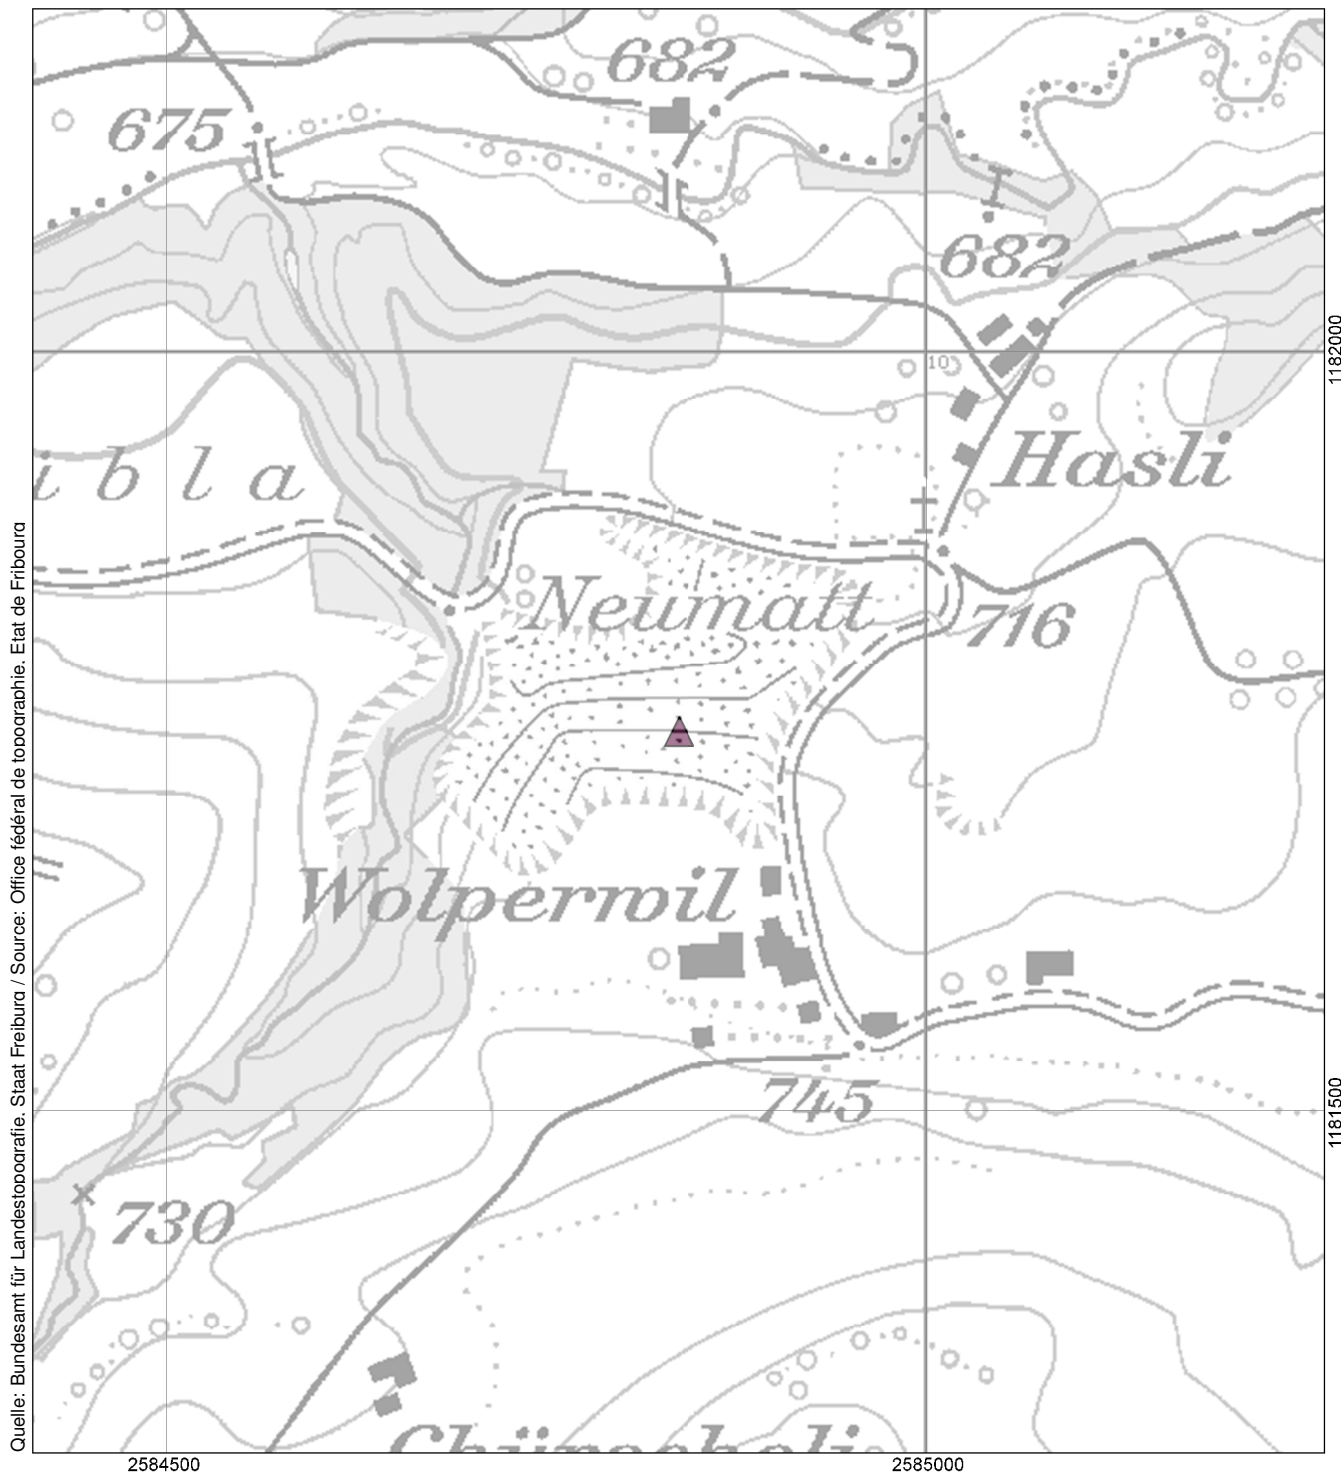 682
675
682
1182000
10
Hasli
ibla
Neumatt
716
Wolperwil
745
1181500
730
Quelle: Bundesamt für Landestopografie. Staat Freiburg / Source: Office fédéral de topographie. Etat de Fribourg
2584500
2585000